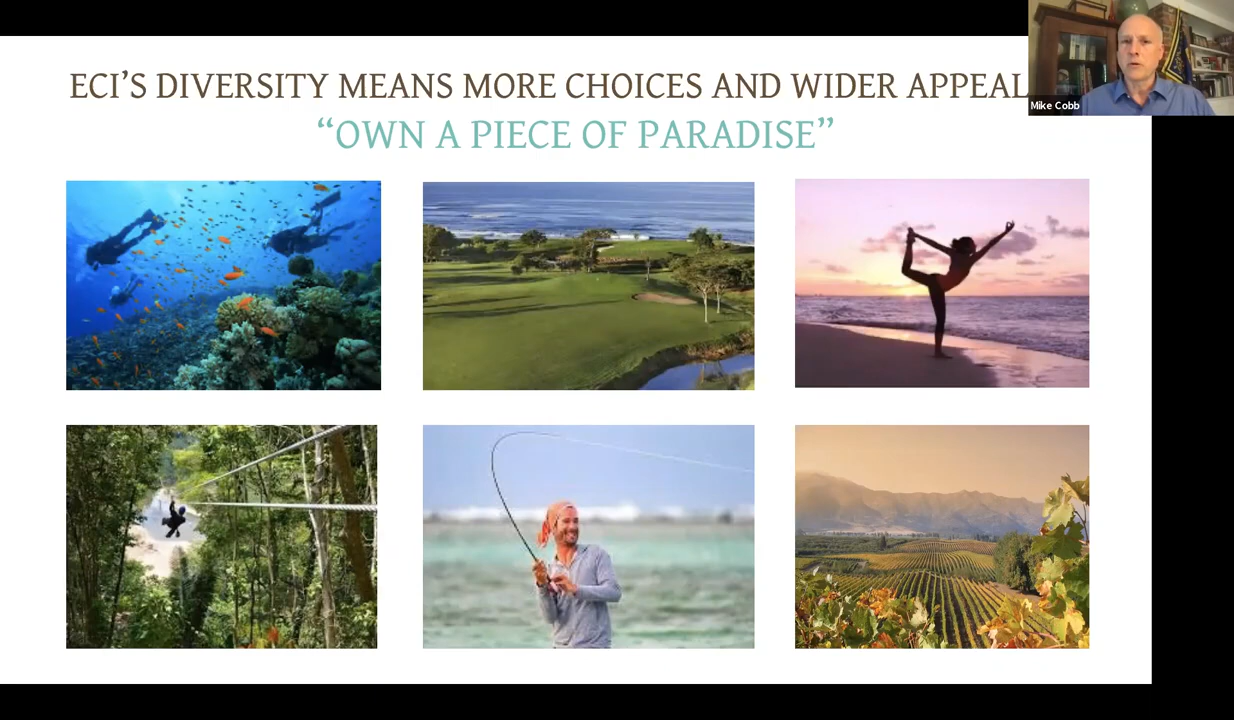 ECI’S DIVERSITY MEANS MORE CHOICES AND WIDER APPEAL
“OWN A PIECE OF PARADISE”
Mike Cobb